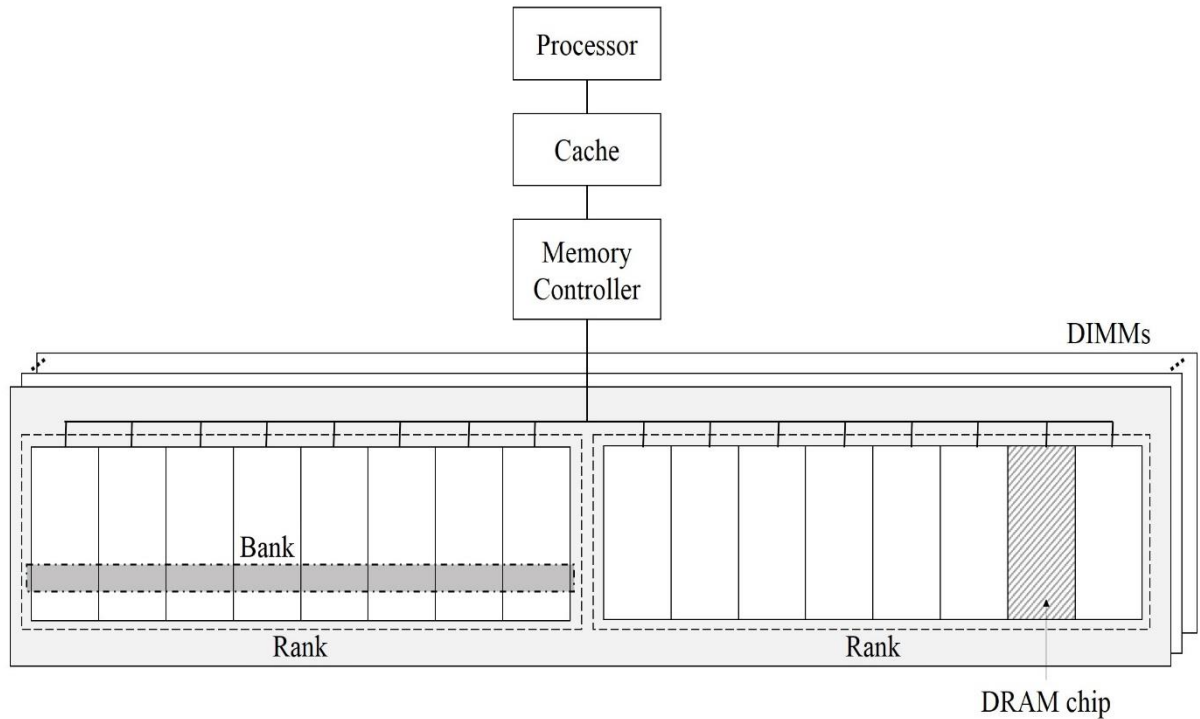 Processor
Cache
Memory
Controller
DIMMs
Bank
Rank
Rank
DRAM chip